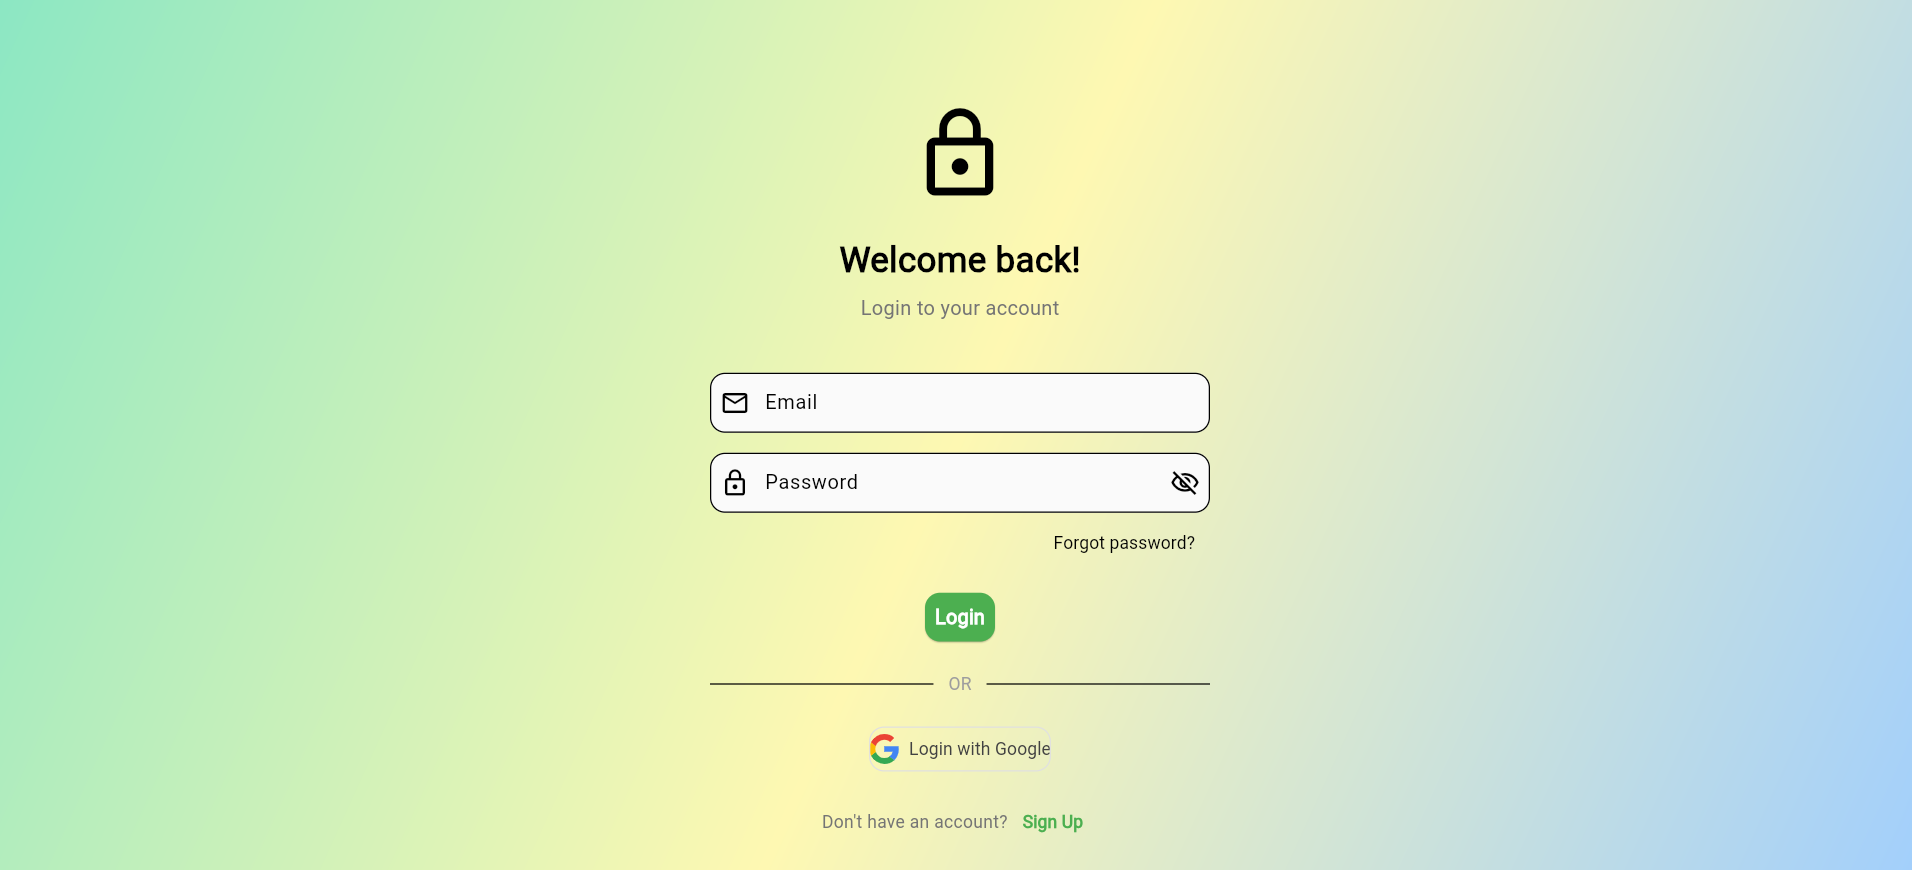 Welcome back!
Login to your account
Email
Password
Forgot password?
Login
OR
Login with Google
Don't have an account? Sign Up